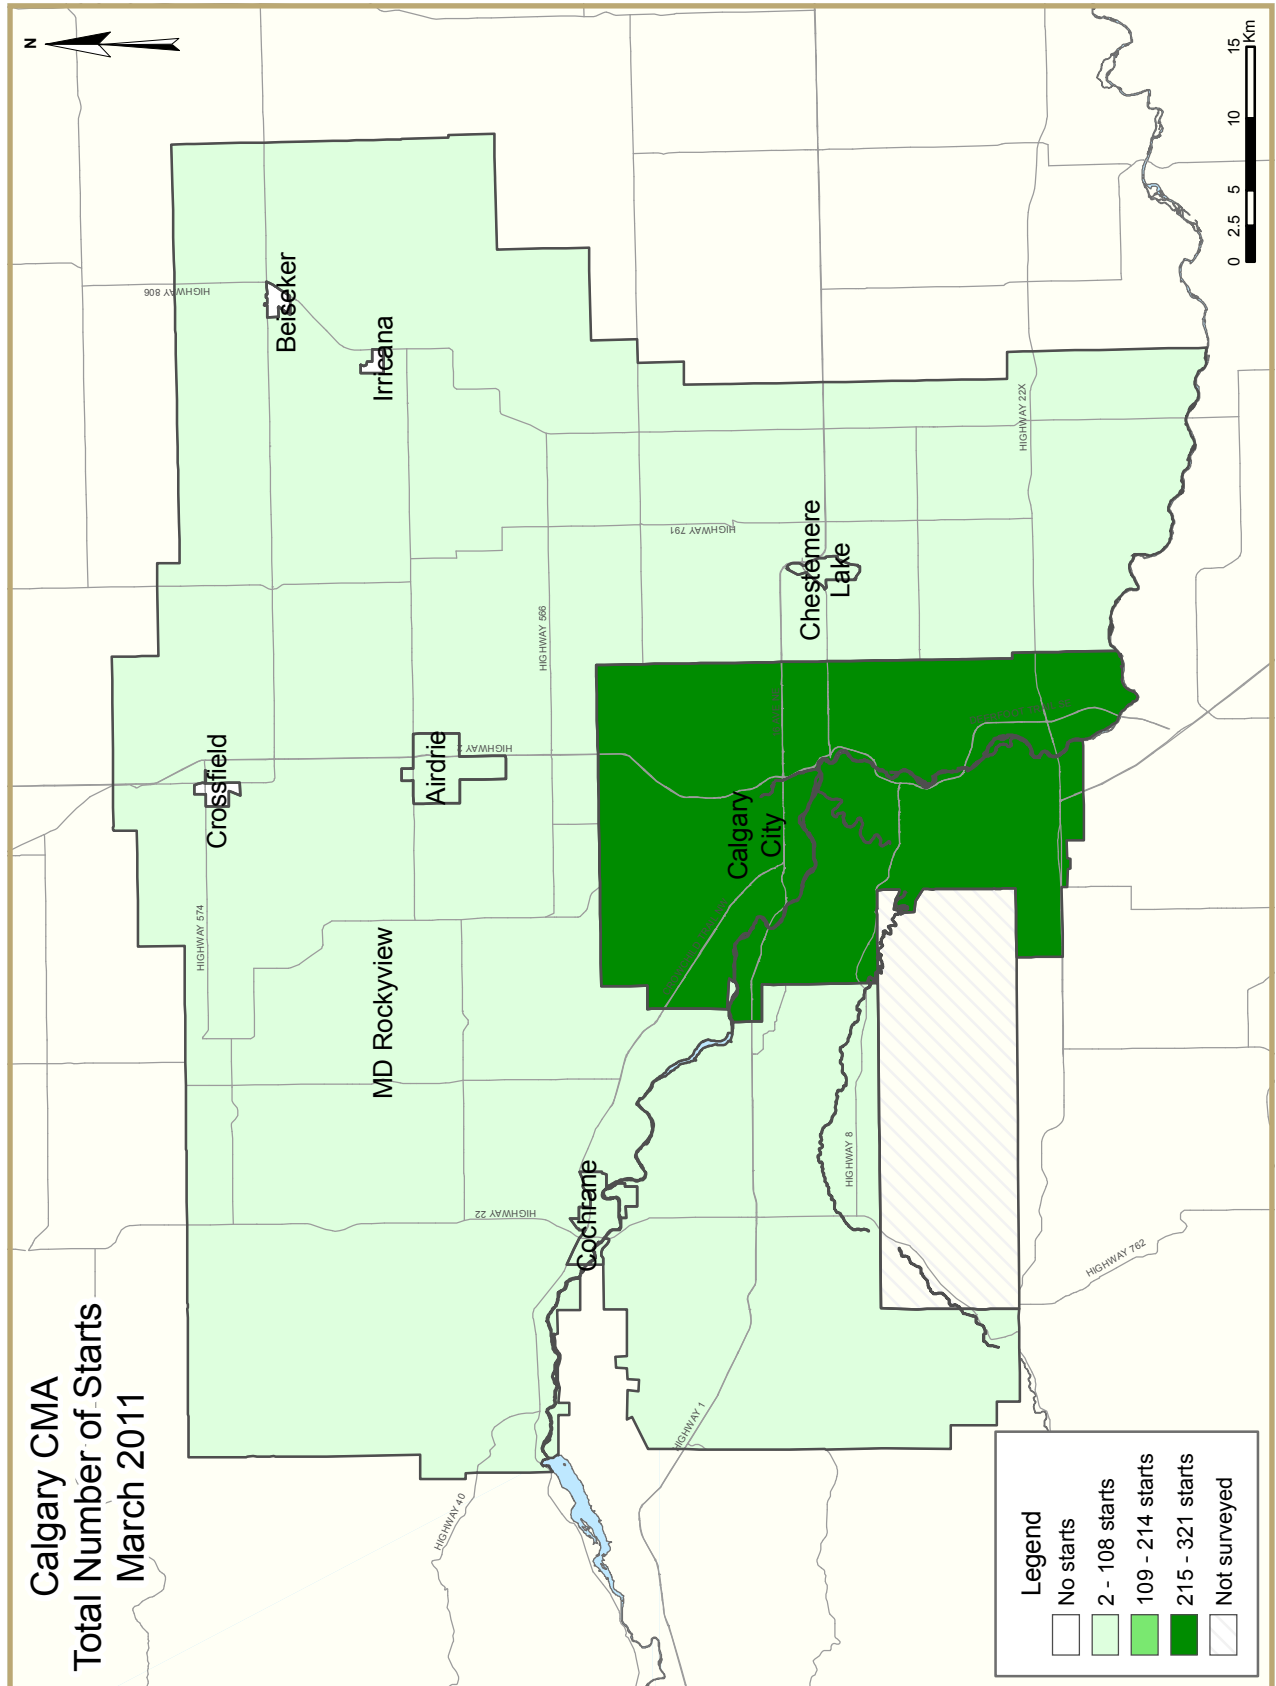 Calgary CMA
Total Number of Starts
March 2011
N
HIGHWAY 806
Beiseker
Irricana
Crossfield
HIGHWAY 574
Airdrie
HIGHWAY 2
HIGHWAY 566
MD Rockyview
HIGHWAY 791
HIGHWAY 22X
Chestemere
Lake
Calgary
City
HIGHWAY 22
Cochrane
HIGHWAY 8
HIGHWAY 40
HIGHWAY 1
HIGHWAY 762
Legend
No starts
2 - 108 starts
109 - 214 starts
215 - 321 starts
Not surveyed
0 2.5 5 10 15
Km